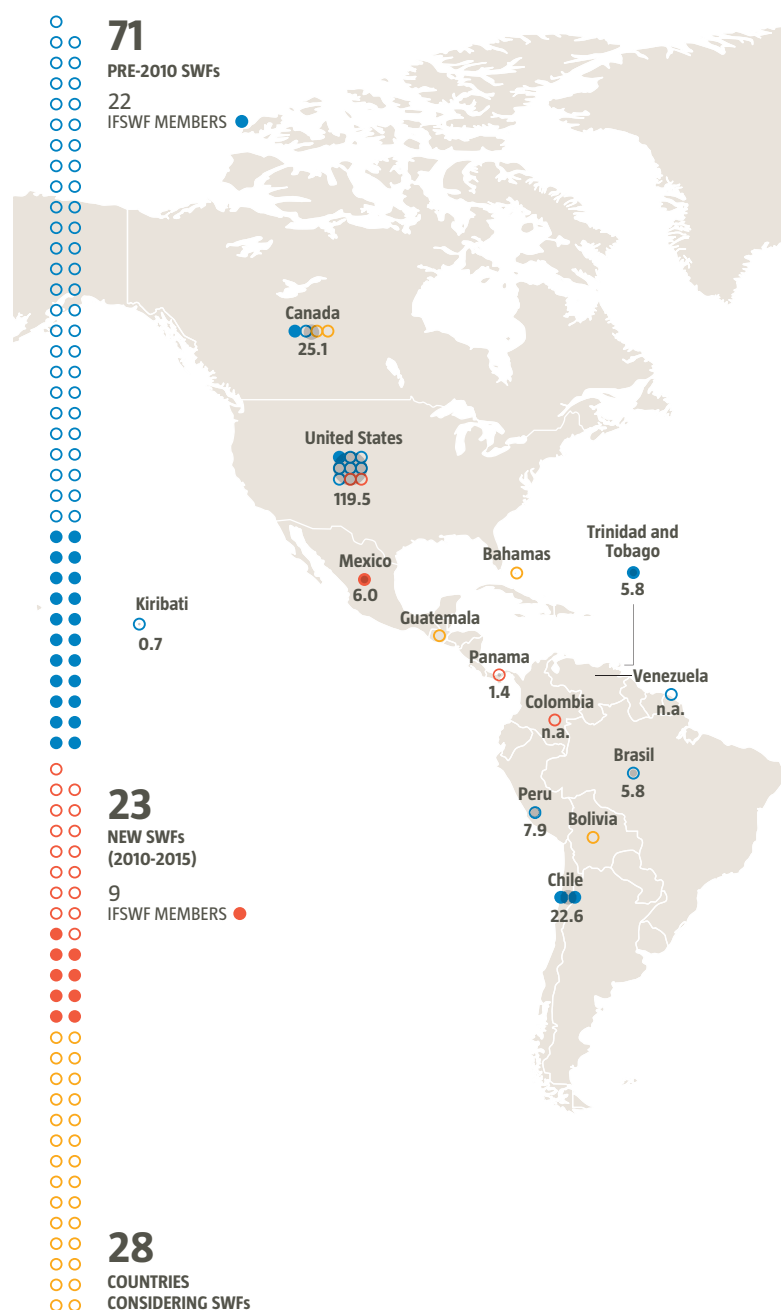 71
PRE-2010 SWFs
22
IFSWF MEMBERS
Canada
25.1
United States
119.5
Mexico
6.0
Bahamas
Trinidad and
Tobago
5.8
Kiribati
0.7
Guatemala
Panama
1.4
Venezuela
n.a.
Colombia
n.a.
Brasil
5.8
Peru
7.9
Bolivia
Chile
22.6
23
NEW SWFs
(2010-2015)
9
IFSWF MEMBERS
28
COUNTRIES
CONSIDERING SWFs